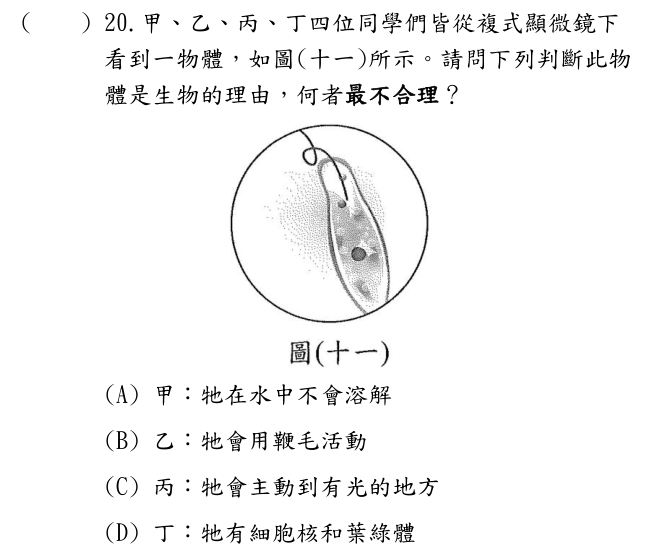 (　　) 20. 甲、乙、丙、丁四位同學們皆從複式顯微鏡下
看到一物體，如圖(十一)所示。請問下列判斷此物
體是生物的理由，何者最不合理？
圖(十一)
(A) 甲：牠在水中不會溶解
(B) 乙：牠會用鞭毛活動
(C) 丙：牠會主動到有光的地方
(D) 丁：牠有細胞核和葉綠體